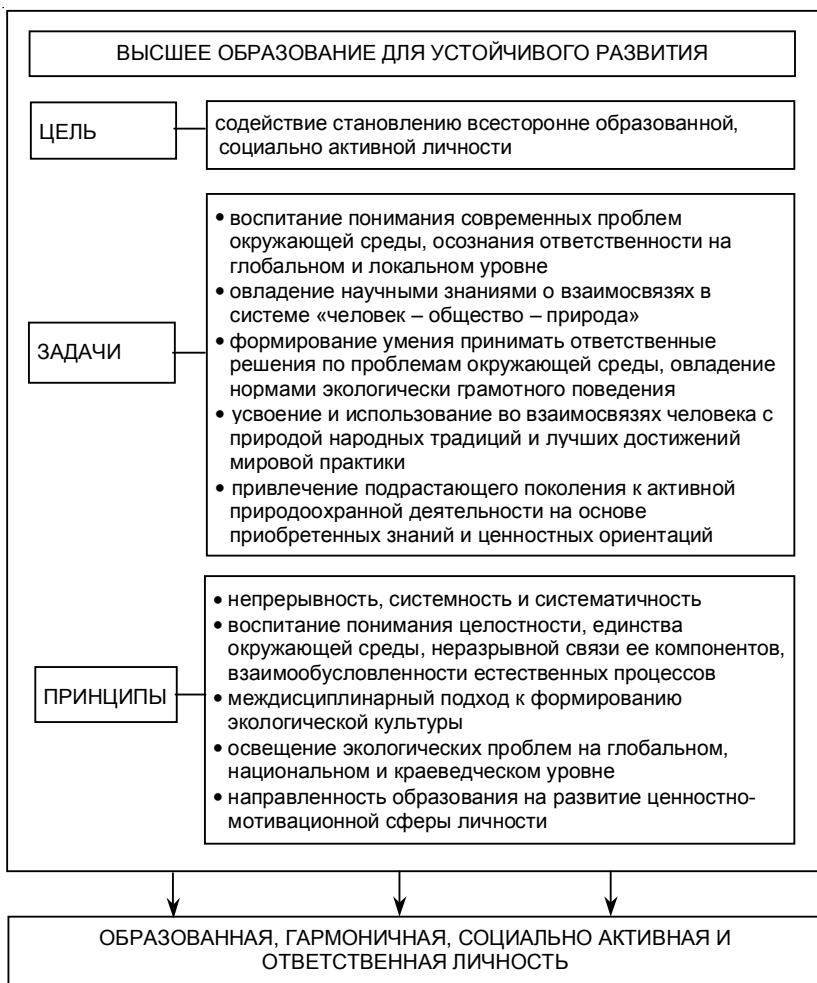 ВЫСШЕЕ ОБРАЗОВАНИЕ ДЛЯ УСТОЙЧИВОГО РАЗВИТИЯ
ЦЕЛЬ
содействие становлению всесторонне образованной,
социально активной личности
ЗАДАЧИ
• воспитание понимания современных проблем
окружающей среды, осознания ответственности на
глобальном и локальном уровне
• овладение научными знаниями о взаимосвязях в
системе «человек – общество – природа»
• формирование умения принимать ответственные
решения по проблемам окружающей среды, овладение
нормами экологически грамотного поведения
• усвоение и использование во взаимосвязях человека с
природой народных традиций и лучших достижений
мировой практики
• привлечение подрастающего поколения к активной
природоохранной деятельности на основе
приобретенных знаний и ценностных ориентаций
ПРИНЦИПЫ
• непрерывность, системность и систематичность
• воспитание понимания целостности, единства
окружающей среды, неразрывной связи ее компонентов,
взаимообусловленности естественных процессов
• междисциплинарный подход к формированию
экологической культуры
• освещение экологических проблем на глобальном,
национальном и краеведческом уровне
• направленность образования на развитие ценностно-
мотивационной сферы личности
ОБРАЗОВАННАЯ, ГАРМОНИЧНАЯ, СОЦИАЛЬНО АКТИВНАЯ И
ОТВЕТСТВЕННАЯ ЛИЧНОСТЬ